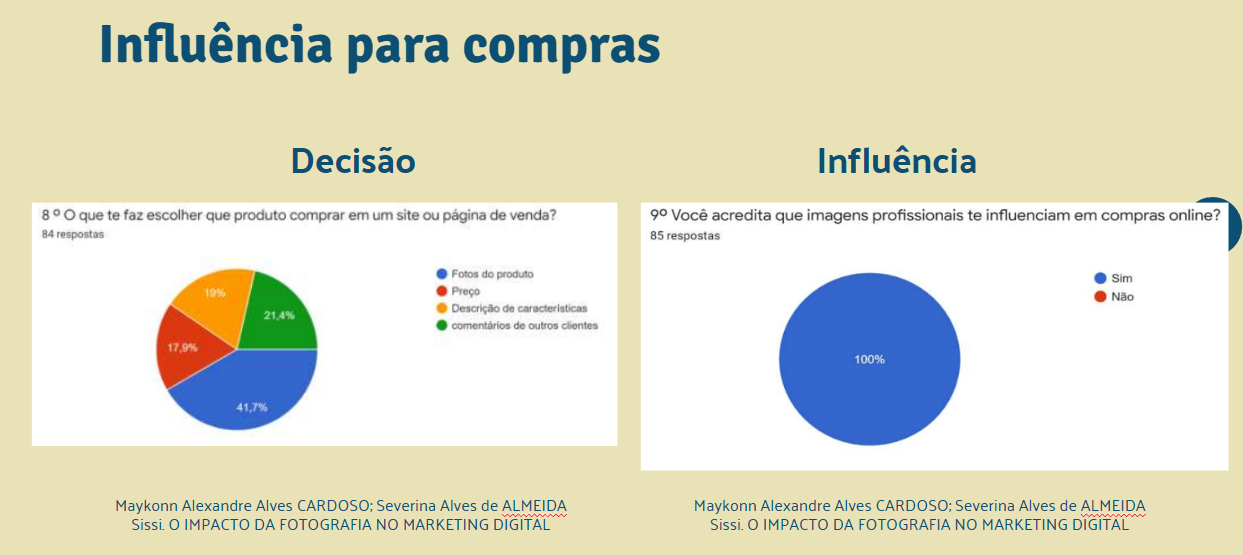 Influência para compras
Decisão
8 º O que te faz escolher que produto comprar em um site ou página de venda?
84 respostas
Fotos do produto
Preço
Descrição de características
comentários de outros clientes
19%
21,4%
17,9%
41,7%
Maykonn Alexandre Alves CARDOSO; Severina Alves de ALMEIDA
Sissi. O IMPACTO DA FOTOGRAFIA NO MARKETING DIGITAL
Influência
9º Você acredita que imagens profissionais te influenciam em compras online?
85 respostas
Sim
Não
100%
Maykonn Alexandre Alves CARDOSO; Severina Alves de ALMEIDA
Sissi. O IMPACTO DA FOTOGRAFIA NO MARKETING DIGITAL